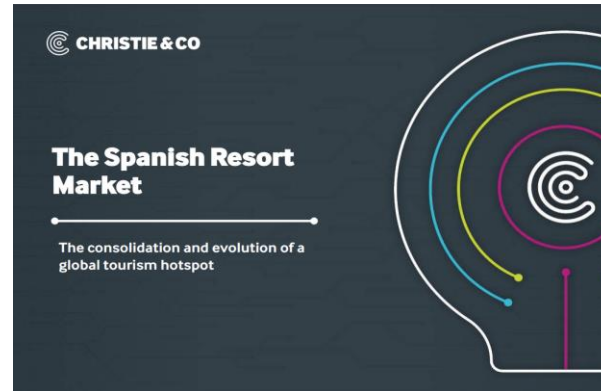 CHRISTIE & CO
The Spanish Resort
Market
The consolidation and evolution of a
global tourism hotspot